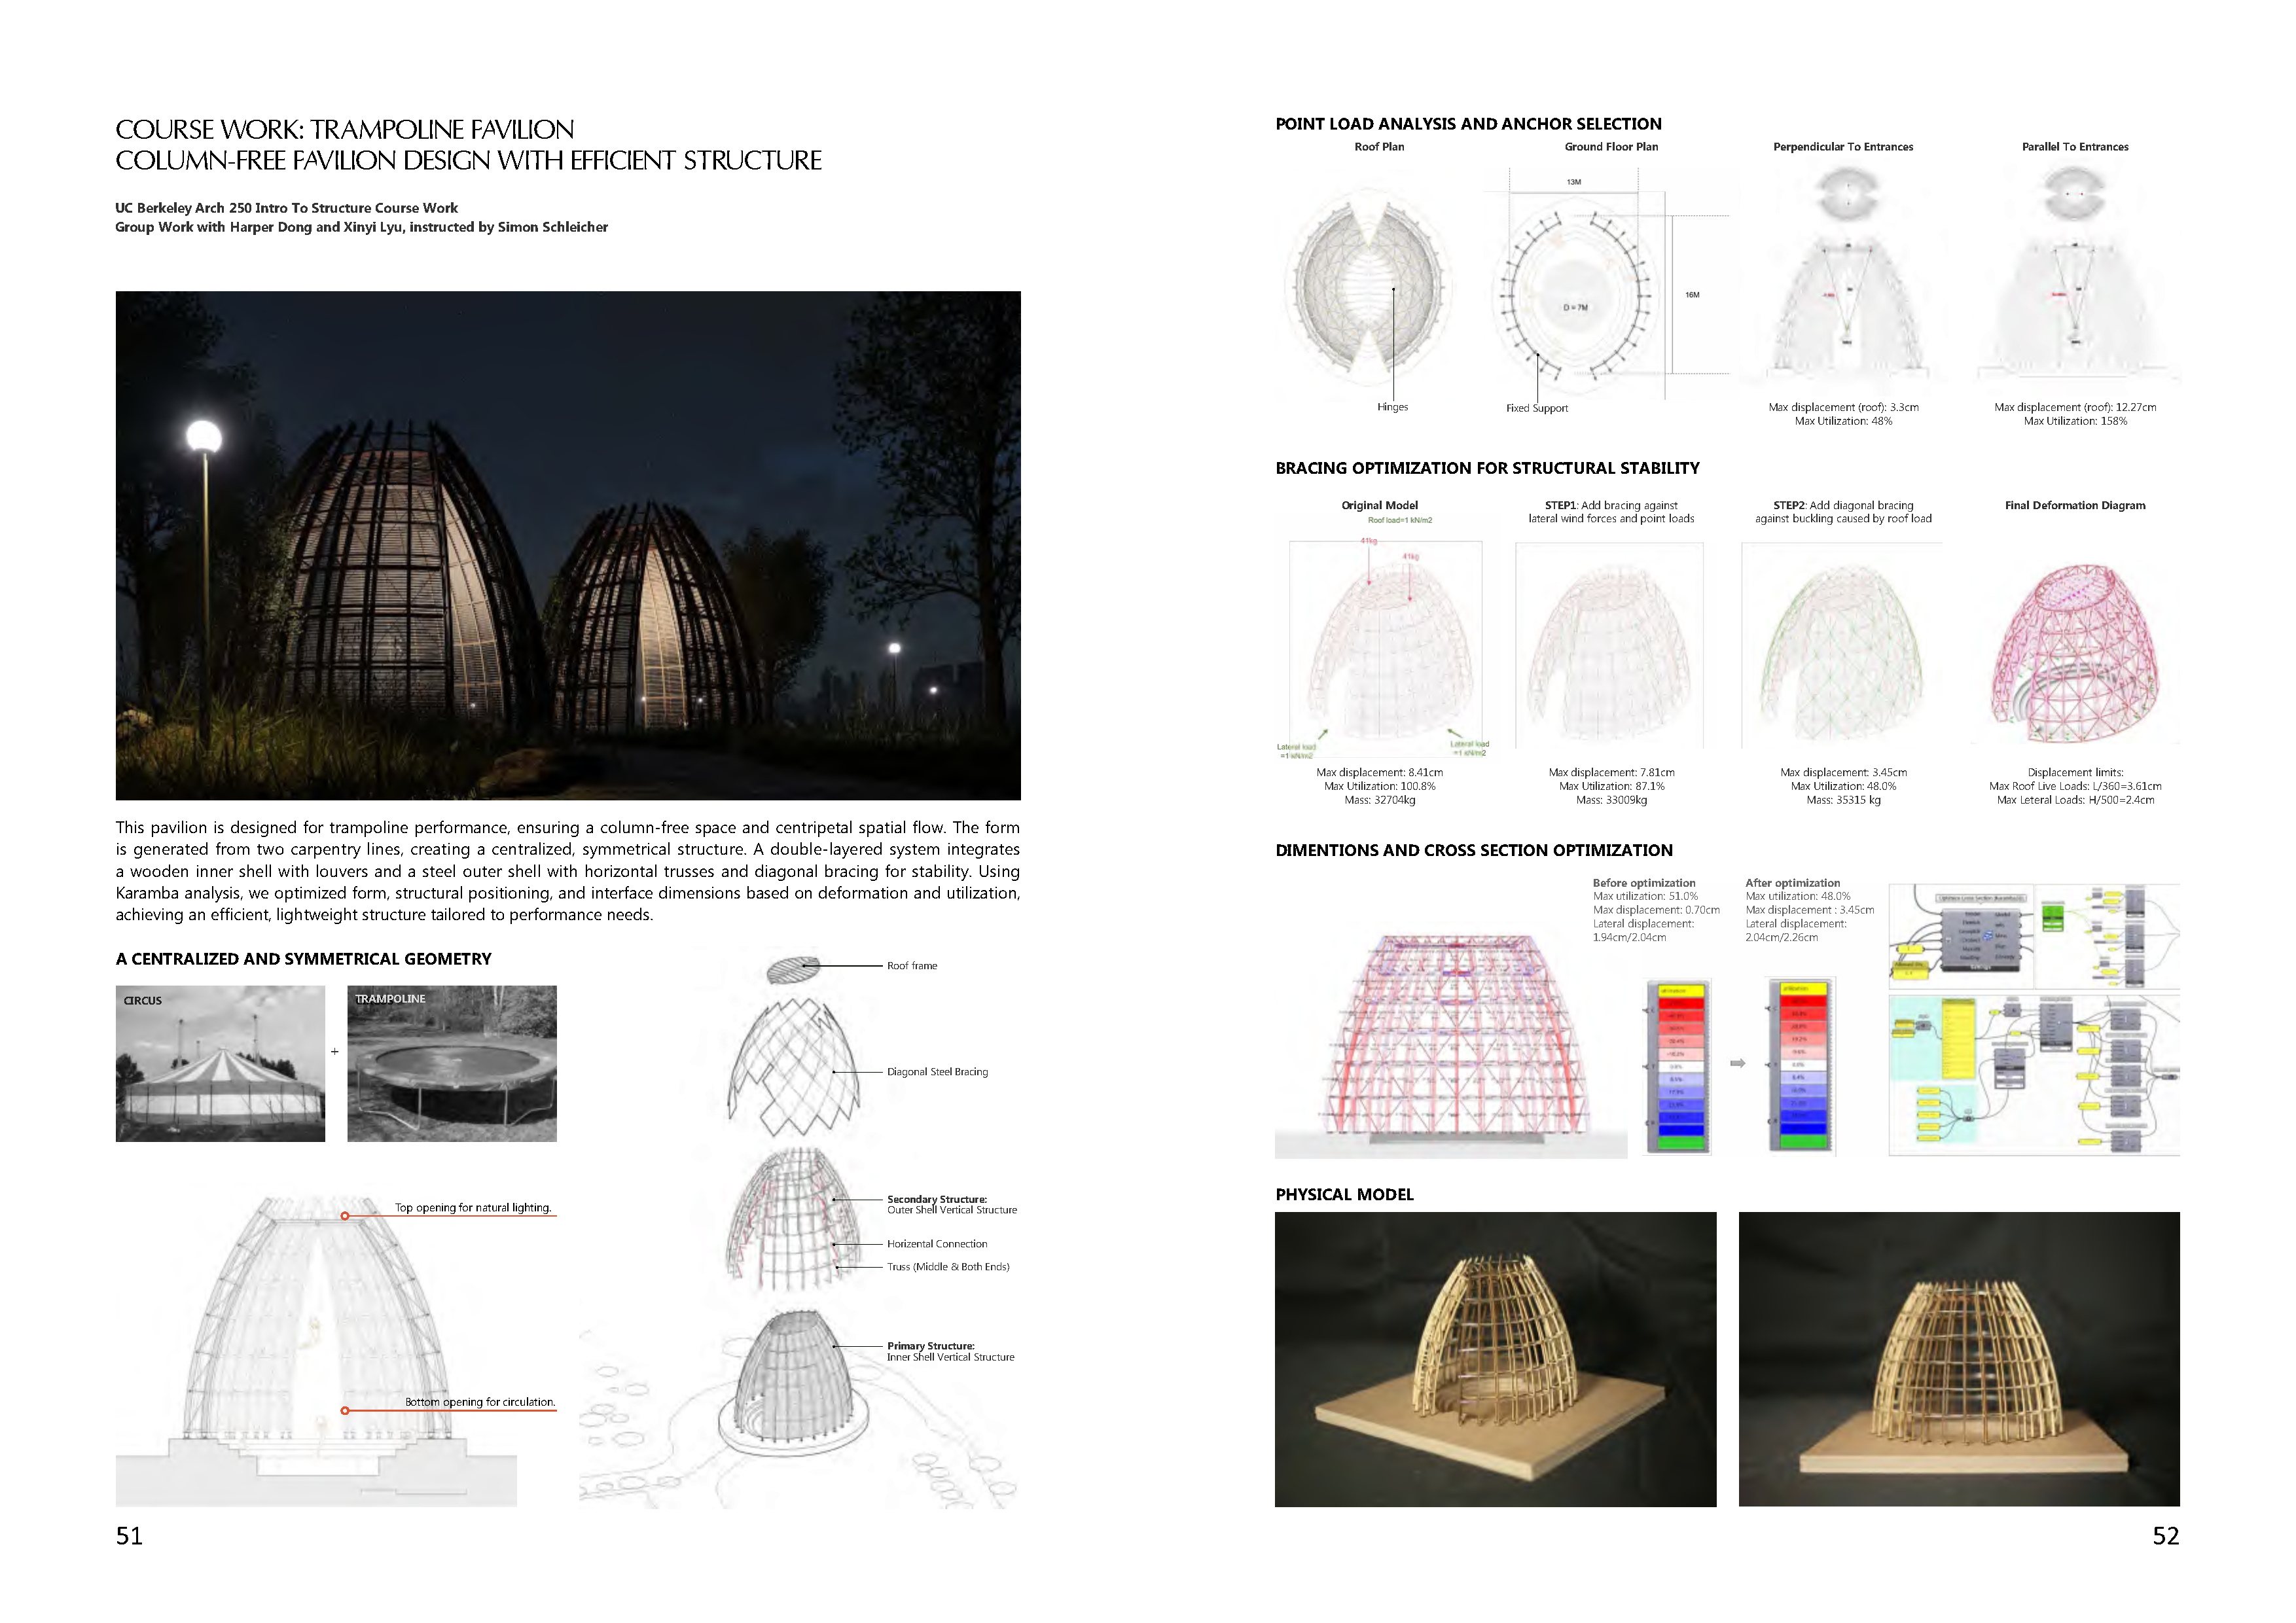 COURSE WORK: TRAMPOLINE PAVILION
COLUMN-FREE PAVILION DESIGN WITH EFFICIENT STRUCTURE
UC Berkeley Arch 250 Intro To Structure Course Work
Group Work with Harper Dong and Xinyi Lyu, instructed by Simon Schleicher
This pavilion is designed for trampoline performance, ensuring a column-free space and centripetal spatial flow. The form
is generated from two carpentry lines, creating a centralized, symmetrical structure. A double-layered system integrates
a wooden inner shell with louvers and a steel outer shell with horizontal trusses and diagonal bracing for stability. Using
Karamba analysis, we optimized form, structural positioning, and interface dimensions based on deformation and utilization,
achieving an efficient, lightweight structure tailored to performance needs.
A CENTRALIZED AND SYMMETRICAL GEOMETRY
CIRCUS
+
TRAMPOLINE
Top opening for natural lighting.
Bottom opening for circulation.
Roof frame
Diagonal Steel Bracing
Secondary Structure:
Outer Shell Vertical Structure
Horizental Connection
Truss (Middle & Both Ends)
Primary Structure:
Inner Shell Vertical Structure
51
POINT LOAD ANALYSIS AND ANCHOR SELECTION
Roof Plan
Hinges
Ground Floor Plan
13M
16M
D = 7M
Fixed Support
Perpendicular To Entrances
Max displacement (roof): 3.3cm
Max Utilization: 48%
Parallel To Entrances
Max displacement (roof): 12.27cm
Max Utilization: 158%
BRACING OPTIMIZATION FOR STRUCTURAL STABILITY
Original Model
Roof load=1 kN/m2
41kg
41kg
Lateral load
=1 kN/m2
Lateral load
=1 kN/m2
Max displacement: 8.41cm
Max Utilization: 100.8%
Mass: 32704kg
STEP1: Add bracing against
lateral wind forces and point loads
Max displacement: 7.81cm
Max Utilization: 87.1%
Mass: 33009kg
STEP2: Add diagonal bracing
against buckling caused by roof load
Max displacement: 3.45cm
Max Utilization: 48.0%
Mass: 35315 kg
Final Deformation Diagram
Displacement limits:
Max Roof Live Loads: L/360=3.61cm
Max Leteral Loads: H/500=2.4cm
DIMENTIONS AND CROSS SECTION OPTIMIZATION
Before optimization
Max utilization: 51.0%
Max displacement: 0.70cm
Lateral displacement:
1.94cm/2.04cm
After optimization
Max utilization: 48.0%
Max displacement : 3.45cm
Lateral displacement:
2.04cm/2.26cm
PHYSICAL MODEL
52